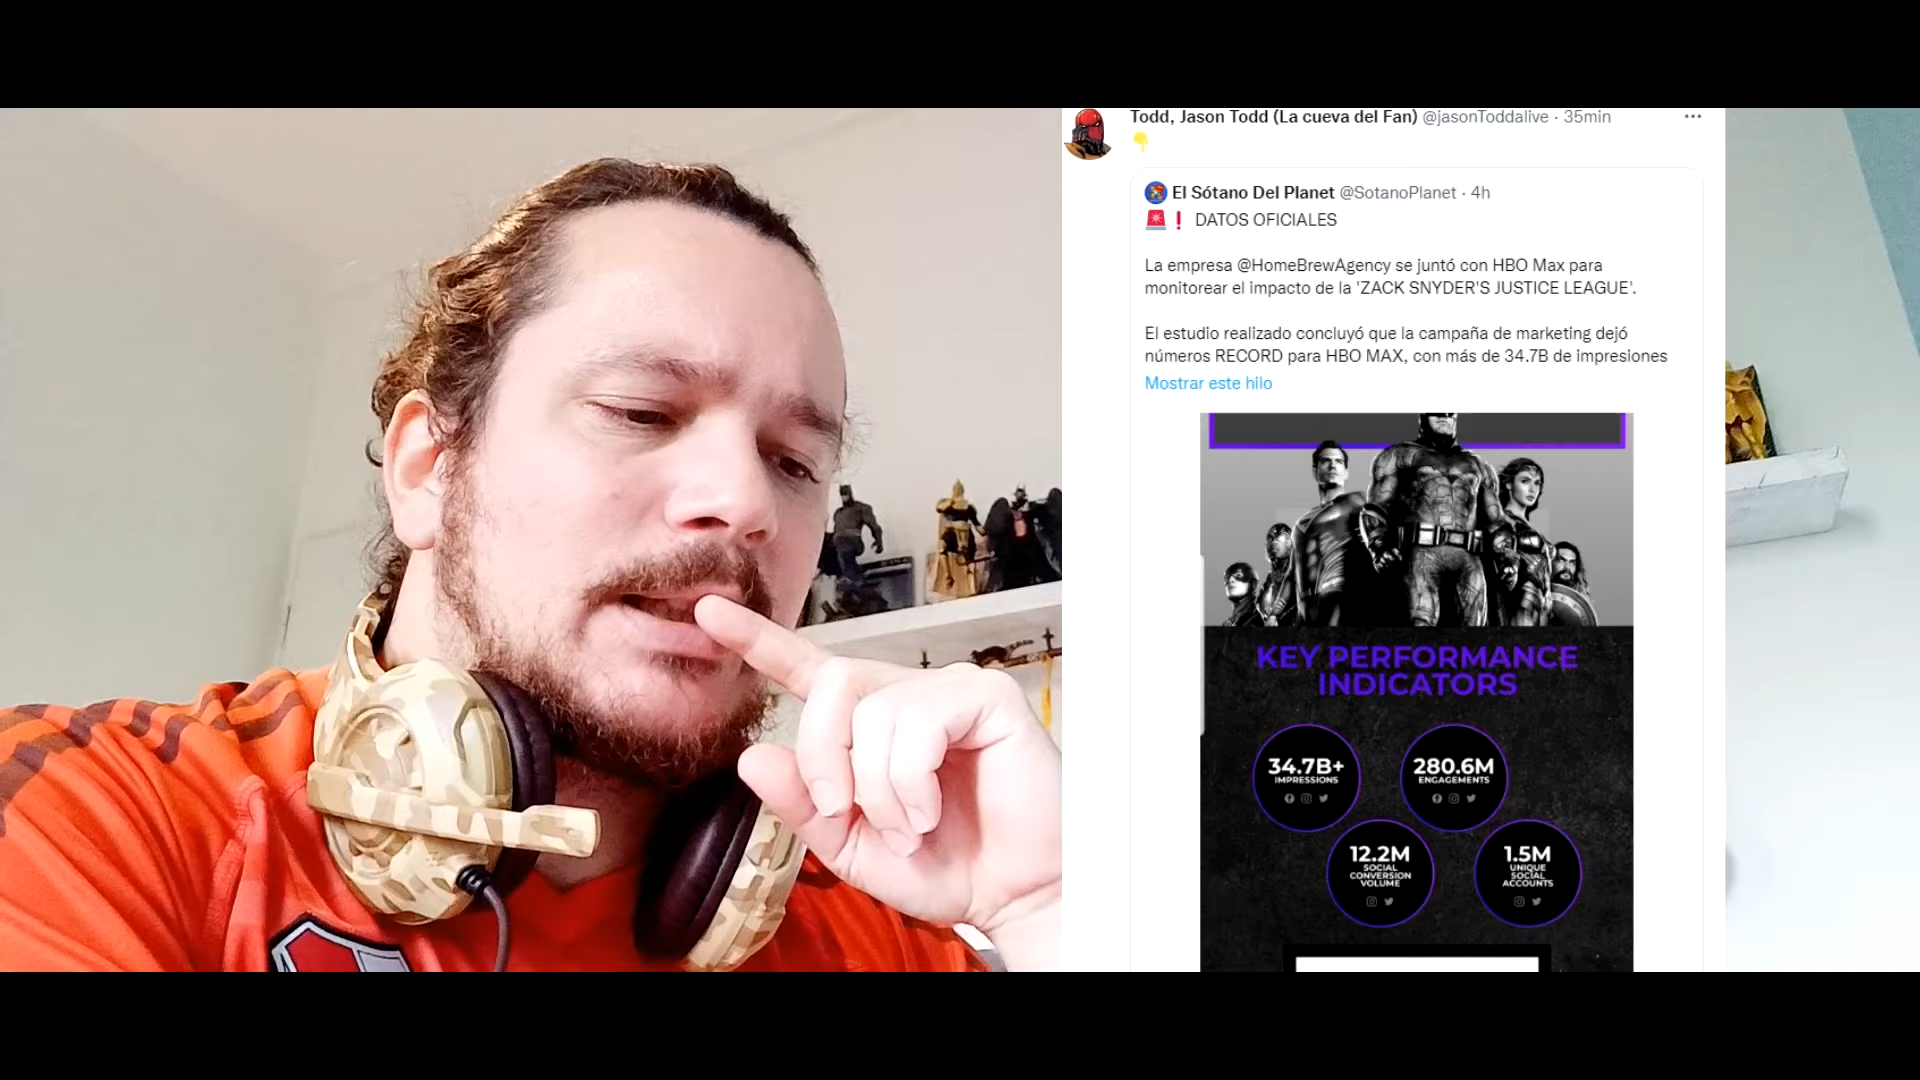 Todd, Jason Todd (La cueva del Fan) @jasonToddalive · 35min
El Sótano Del Planet @SotanoPlanet · 4h
DATOS OFICIALES
La empresa @HomeBrewAgency se juntó con HBO Max para
monitorear el impacto de la 'ZACK SNYDER'S JUSTICE LEAGUE'.
El estudio realizado concluyó que la campaña de marketing dejó
números RECORD para HBO MAX, con más de 34.7B de impresiones
Mostrar este hilo
KEY PERFORMANCE
INDICATORS
34.7B+
IMPRESSIONS
280.6M
ENGAGEMENTS
12.2M
SOCIAL
CONVERSION
VOLUME
1.5M
UNIQUE
SOCIAL
ACCOUNTS